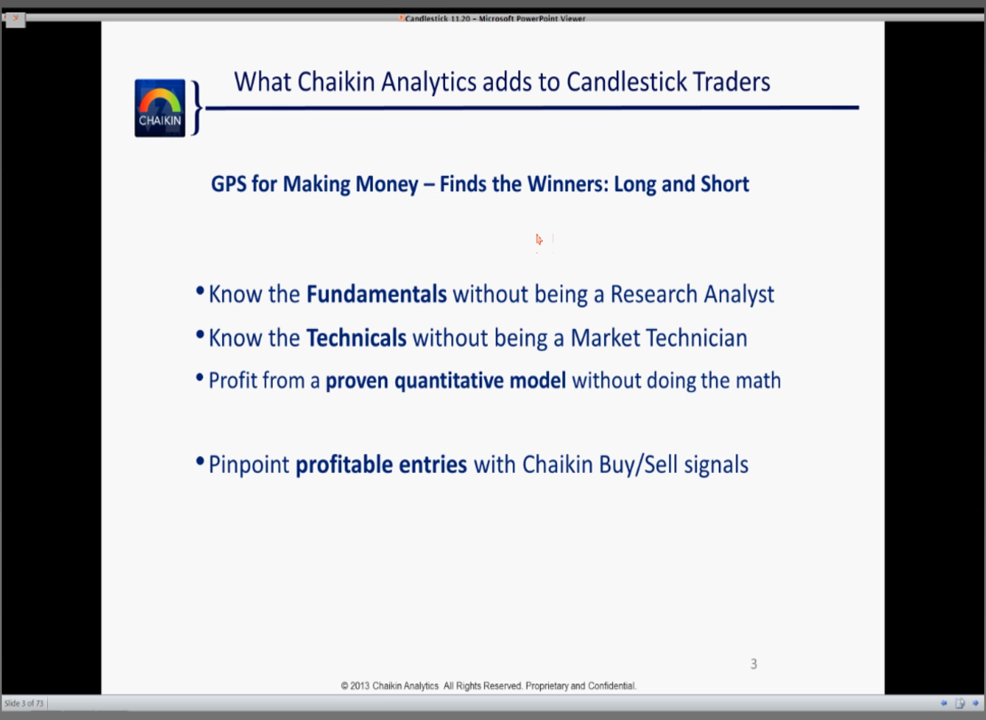 Candlestick 11.20 - Microsoft PowerPoint Viewer
What Chaikin Analytics adds to Candlestick Traders
CHAIKIN
GPS for Making Money – Finds the Winners: Long and Short
•Know the Fundamentals without being a Research Analyst
•Know the Technicals without being a Market Technician
•Profit from a proven quantitative model without doing the math
•Pinpoint profitable entries with Chaikin Buy/Sell signals
3
© 2013 Chaikin Analytics All Rights Reserved. Proprietary and Confidential.
Slide 3 of 73